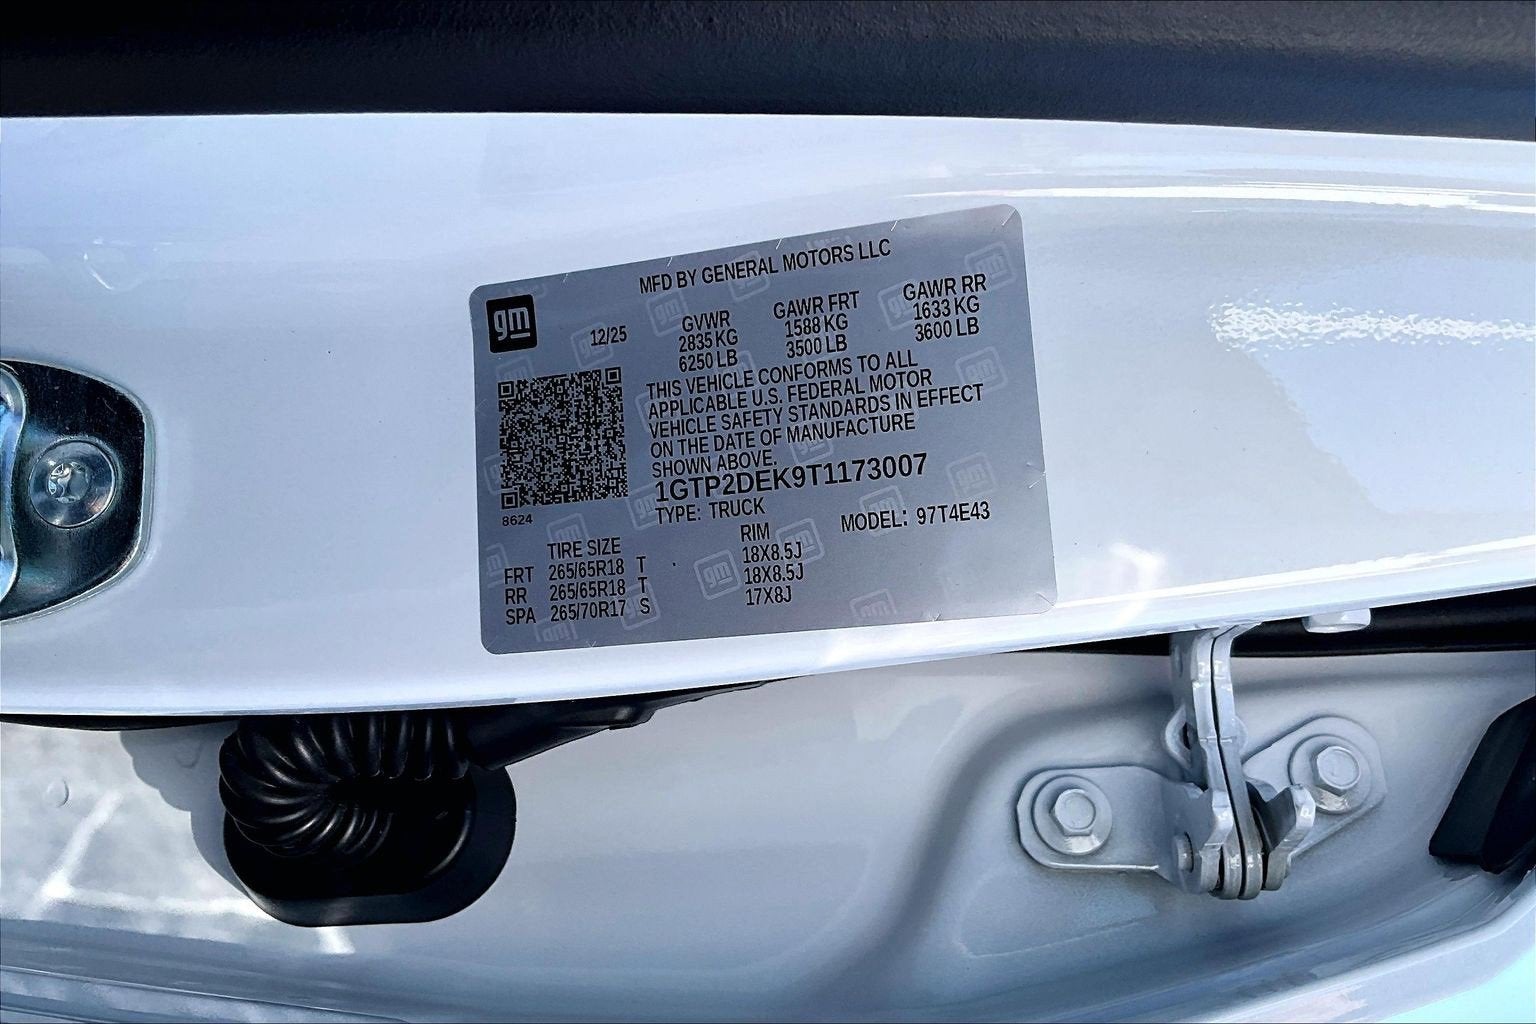 MFD BY GENERAL MOTORS LLC
gm
12/25
GVWR
2835 KG
6250 LB
GAWR FRT
1588 KG
3500 LB
GAWR RR
1633 KG
3600 LB
THIS VEHICLE CONFORMS TO ALL
APPLICABLE U.S. FEDERAL MOTOR
VEHICLE SAFETY STANDARDS IN EFFECT
ON THE DATE OF MANUFACTURE
SHOWN ABOVE.
1GTP2DEK9T1173007
TYPE: TRUCK
MODEL: 97T4E43
8624
TIRE SIZE RIM
FRT 265/65R18 T 18X8.5J
RR 265/65R18 T 18X8.5J
SPA 265/70R17 S 17X8J